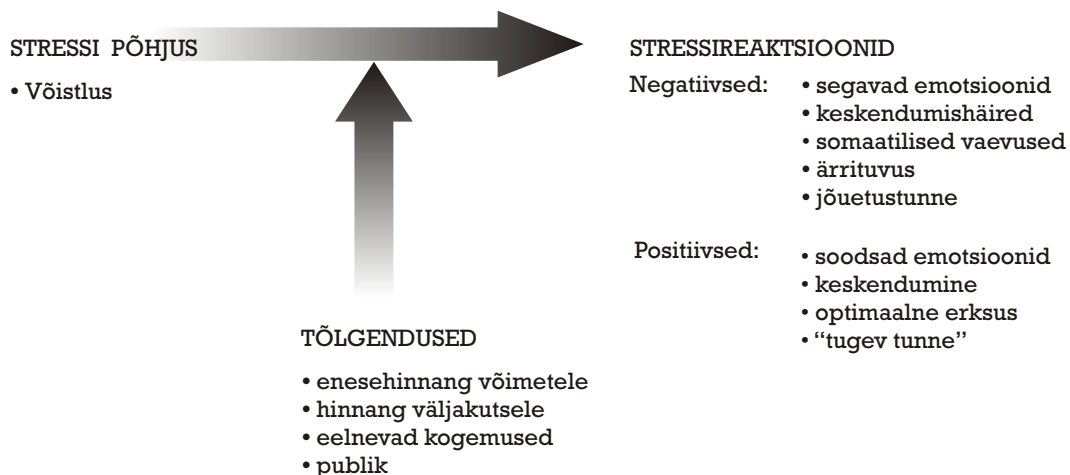 STRESSI PÕHJUS
• Võistlus
STRESSIREAKTSIOONID
Negatiivsed:
• segavad emotsioonid
• keskendumishäired
• somaatilised vaevused
• ärrituvus
• jõuetustunne
Positiivsed:
• soodsad emotsioonid
• keskendumine
• optimaalne erksus
• “tugev tunne”
TÕLGENDUSED
• enesehinnang võimetele
• hinnang väljakutsele
• eelnevad kogemused
• publik